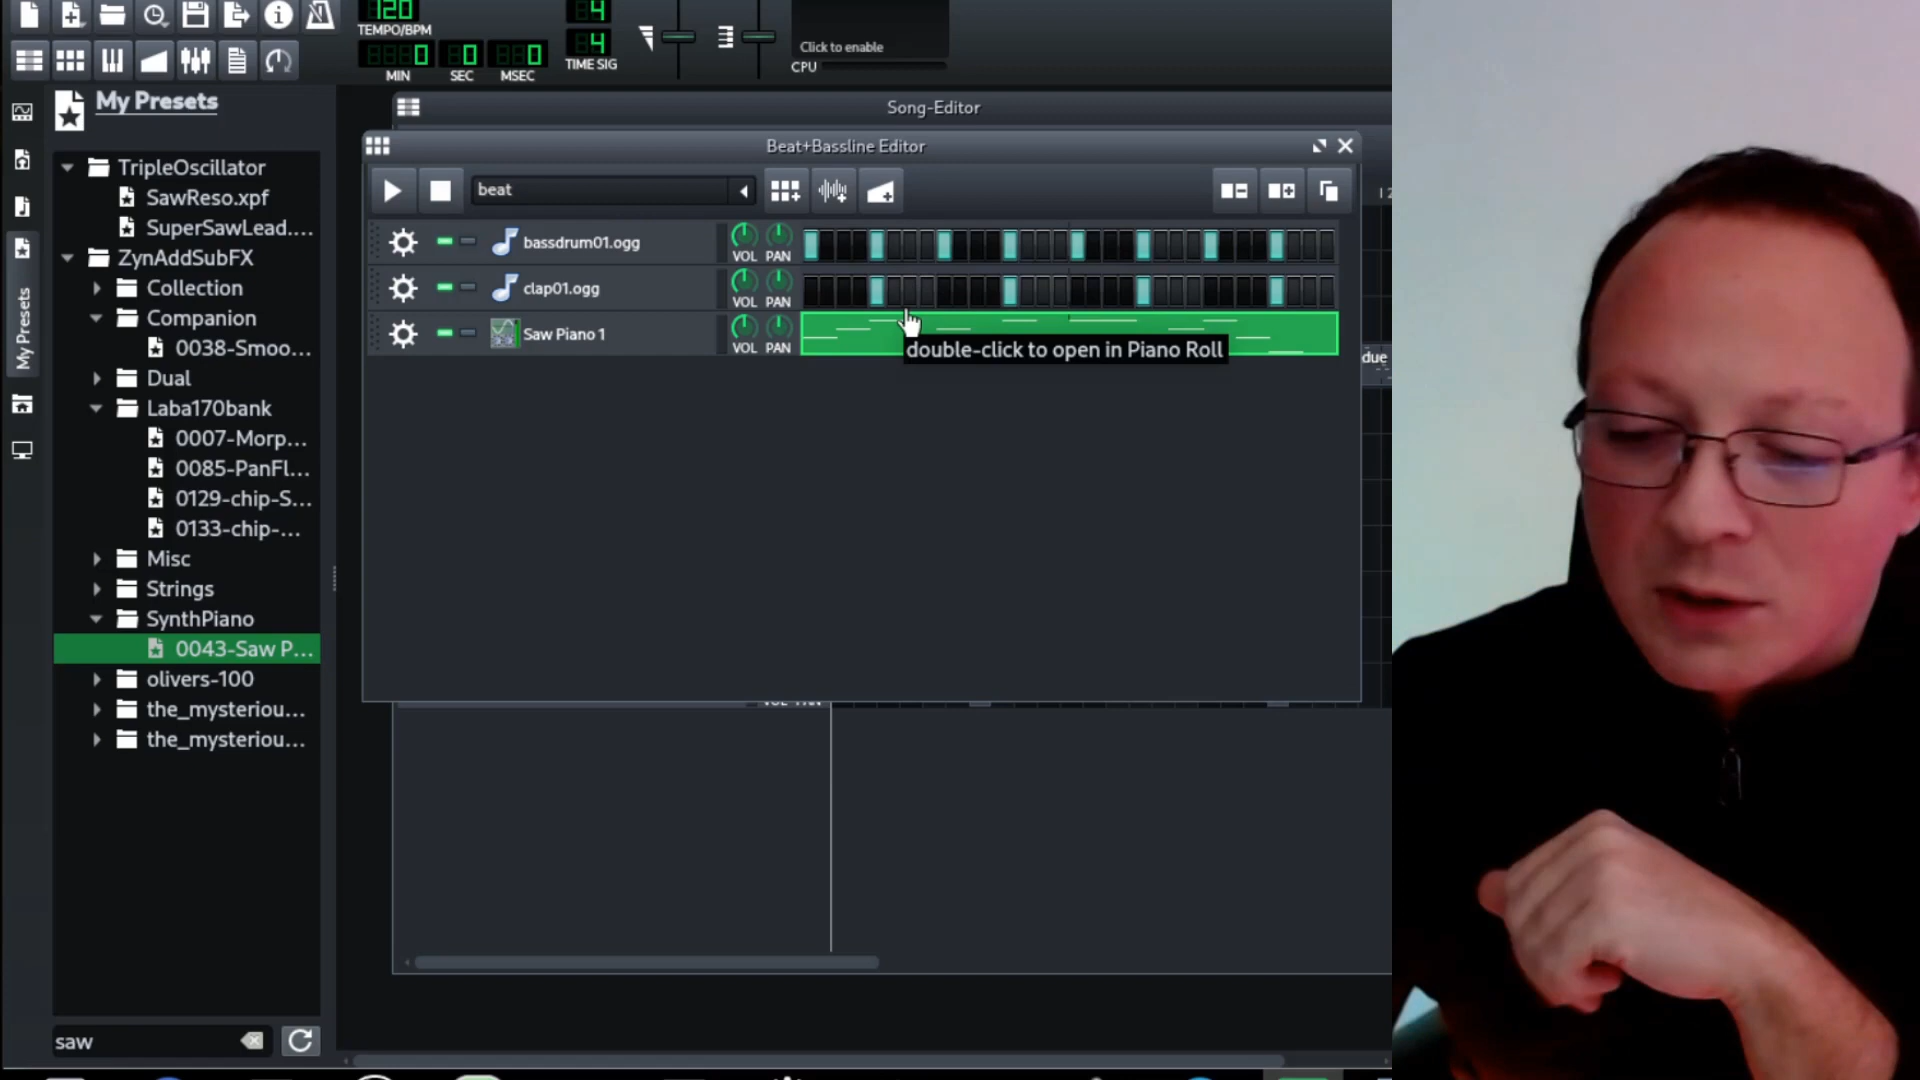 120
TEMPO/BPM
0
0
0
MIN
SEC
MSEC
4
4
TIME SIG
Click to enable
CPU
My Presets
My Presets
TripleOscillator
SawReso.xpf
SuperSawLead....
ZynAddSubFX
Collection
Companion
0038-Smoo...
Dual
Laba170bank
0007-Morp...
0085-PanFl...
0129-chip-S...
0133-chip-...
Misc
Strings
SynthPiano
0043-Saw P...
olivers-100
the_mysteriou...
the_mysteriou...
saw
Song-Editor
Beat+Bassline Editor
beat
bassdrum01.ogg
VOL PAN
clap01.ogg
VOL PAN
Saw Piano 1
VOL PAN
double-click to open in Piano Roll
due